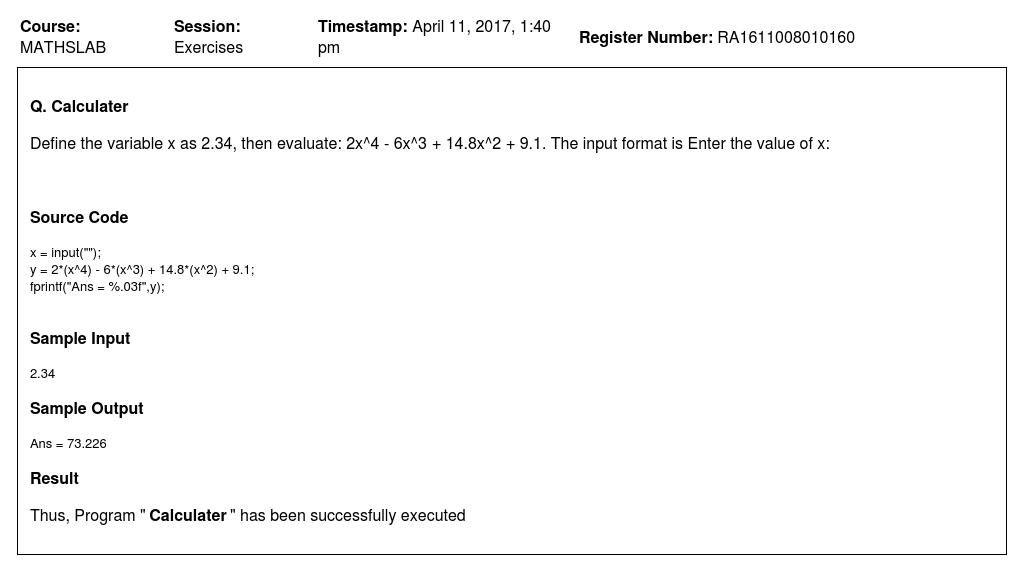 Course:
MATHSLAB
Session:
Exercises
Timestamp: April 11, 2017, 1:40
pm
Register Number: RA1611008010160
Q. Calculater
Define the variable x as 2.34, then evaluate: 2x^4 - 6x^3 + 14.8x^2 + 9.1. The input format is Enter the value of x:
Source Code
x = input("");
y = 2*(x^4) - 6*(x^3) + 14.8*(x^2) + 9.1;
fprintf("Ans = %.03f",y);
Sample Input
2.34
Sample Output
Ans = 73.226
Result
Thus, Program " Calculater " has been successfully executed